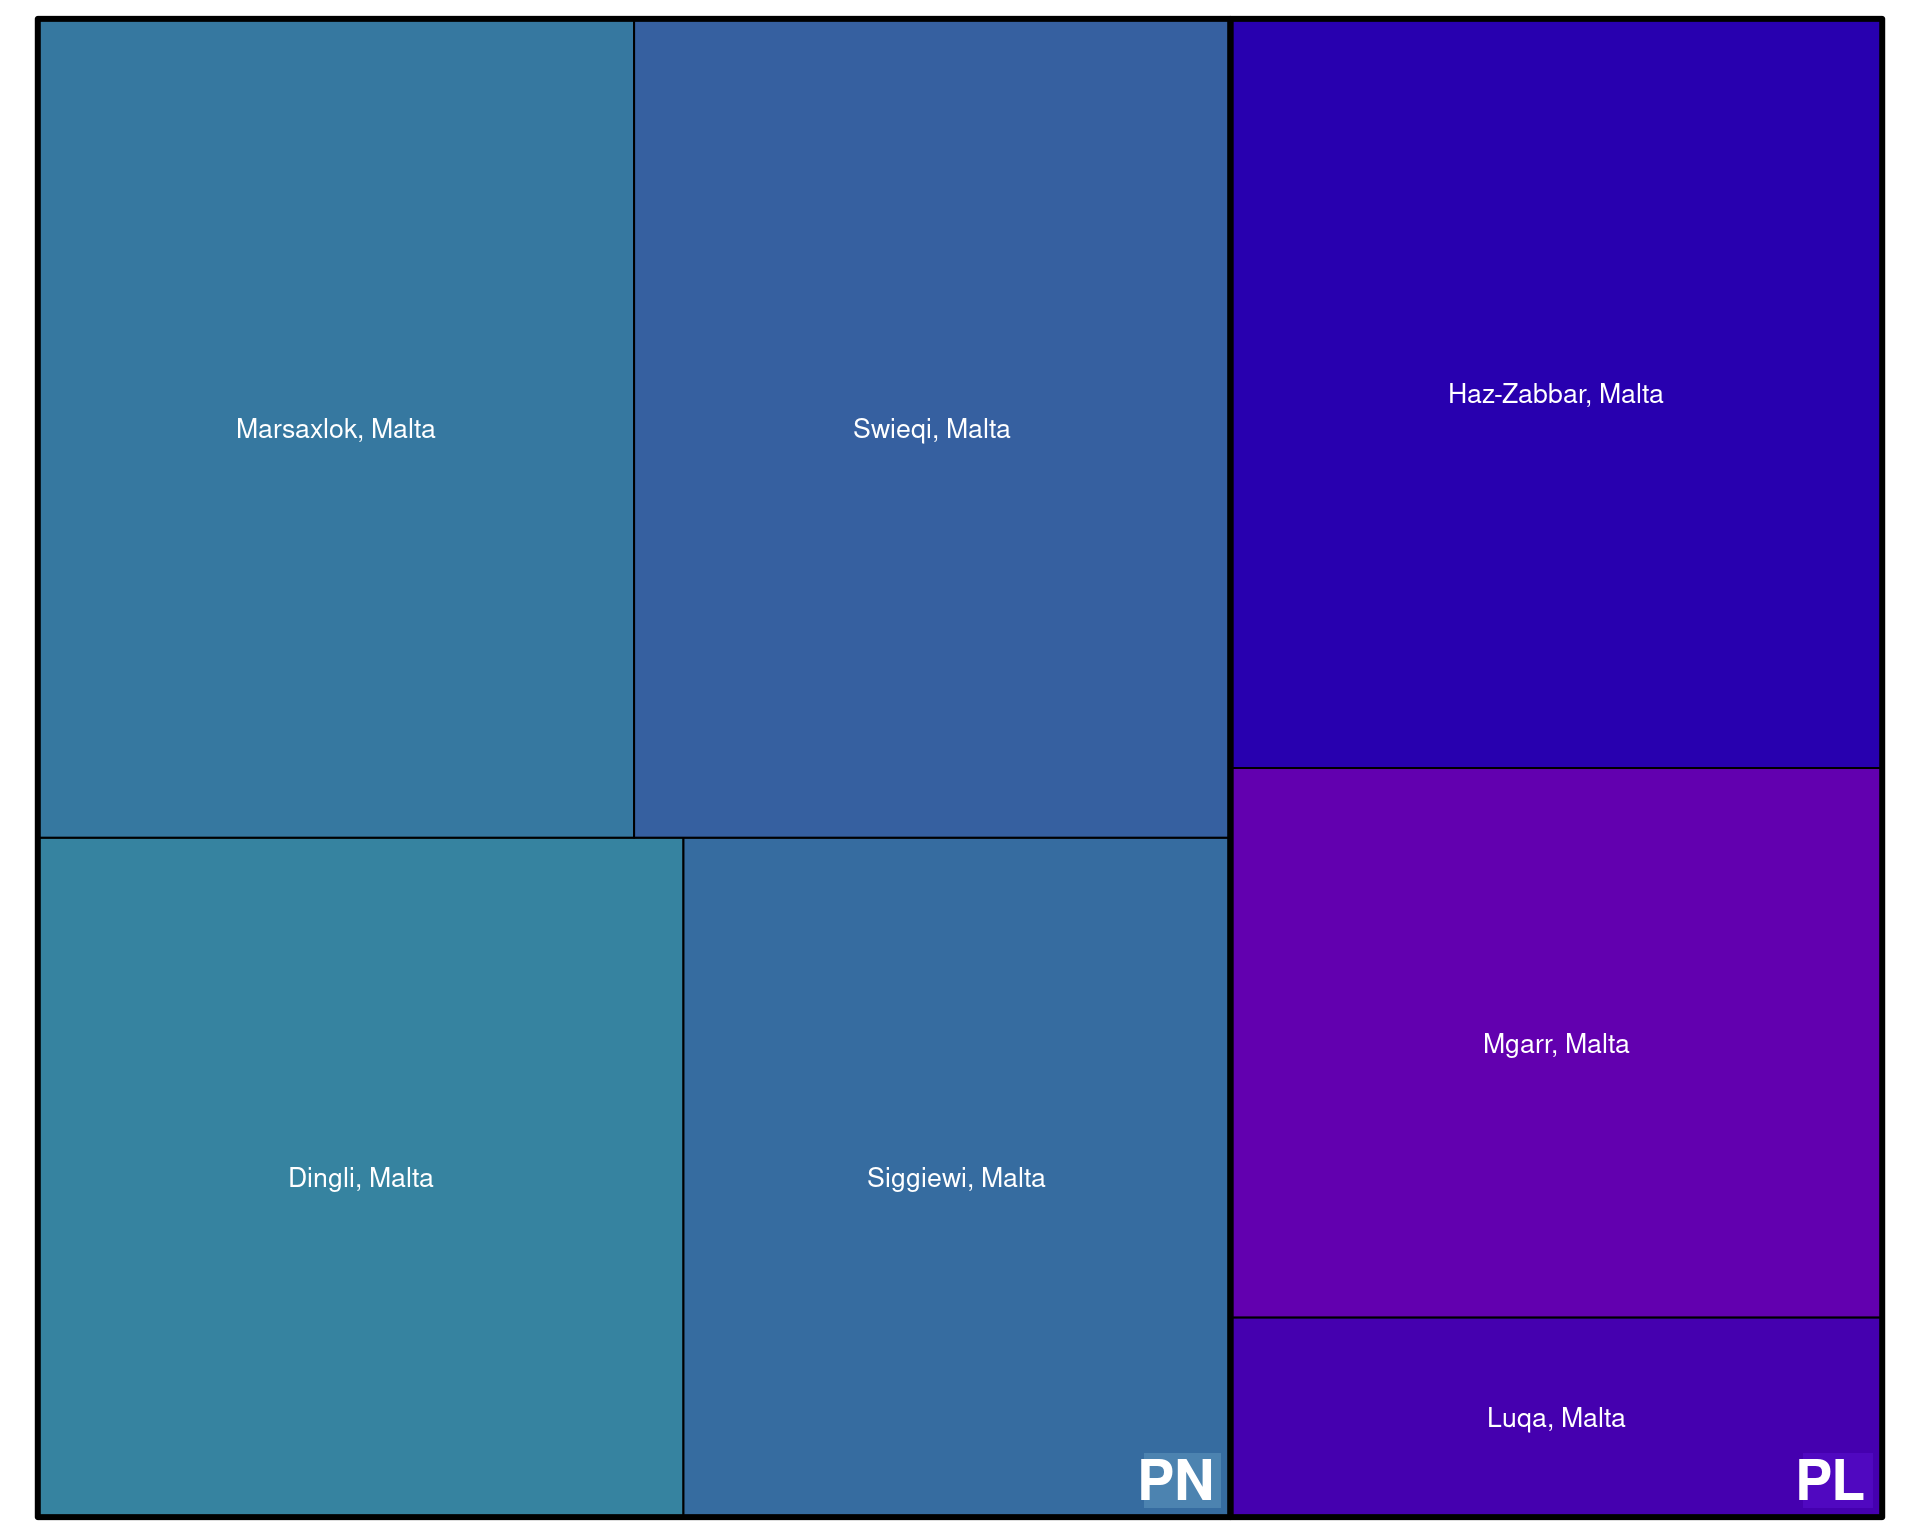 Marsaxlok, Malta
Swieqi, Malta
Haz-Zabbar, Malta
Dingli, Malta
Siggiewi, Malta
Mgarr, Malta
Luqa, Malta
PN
PL